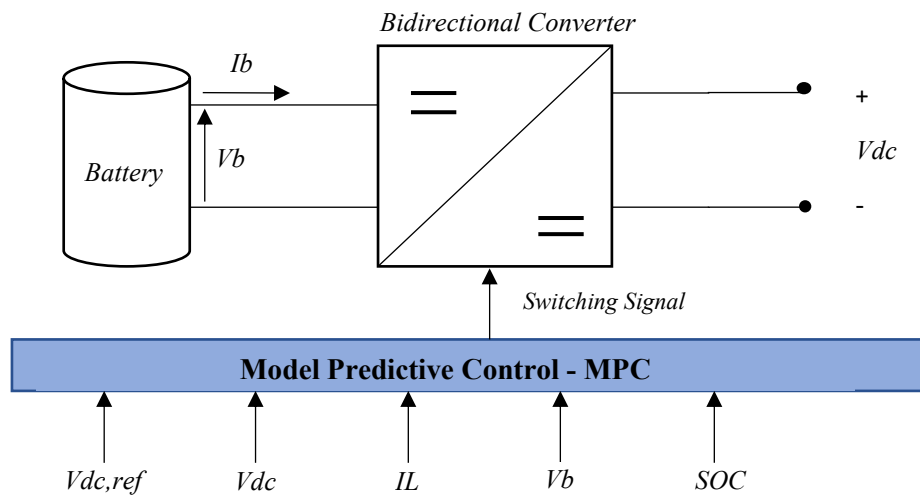 Bidirectional Converter
Ib
+
Vb
Battery
Vdc
-
Switching Signal
Model Predictive Control - MPC
Vdc,ref
Vdc
IL
Vb
SOC